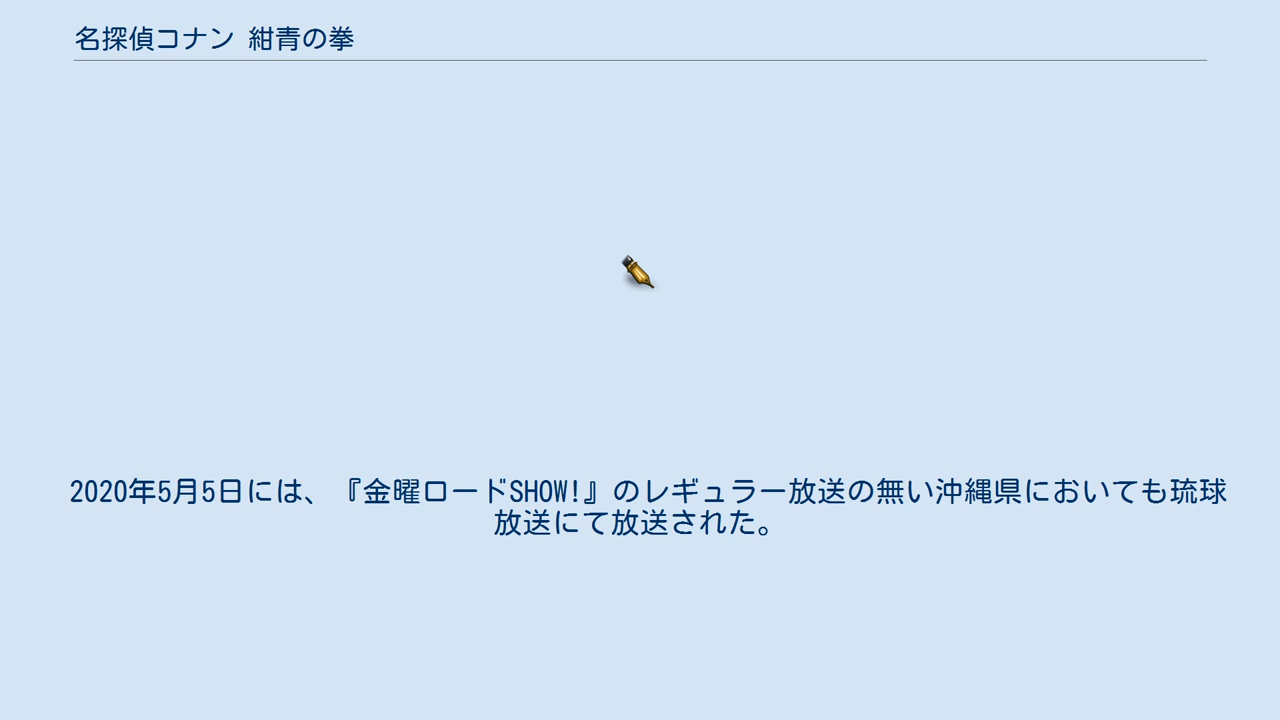 名探偵コナン 紺青の拳
2020年5月5日には、『金曜ロードSHOW!』のレギュラー放送の無い沖縄県においても琉球
放送にて放送された。